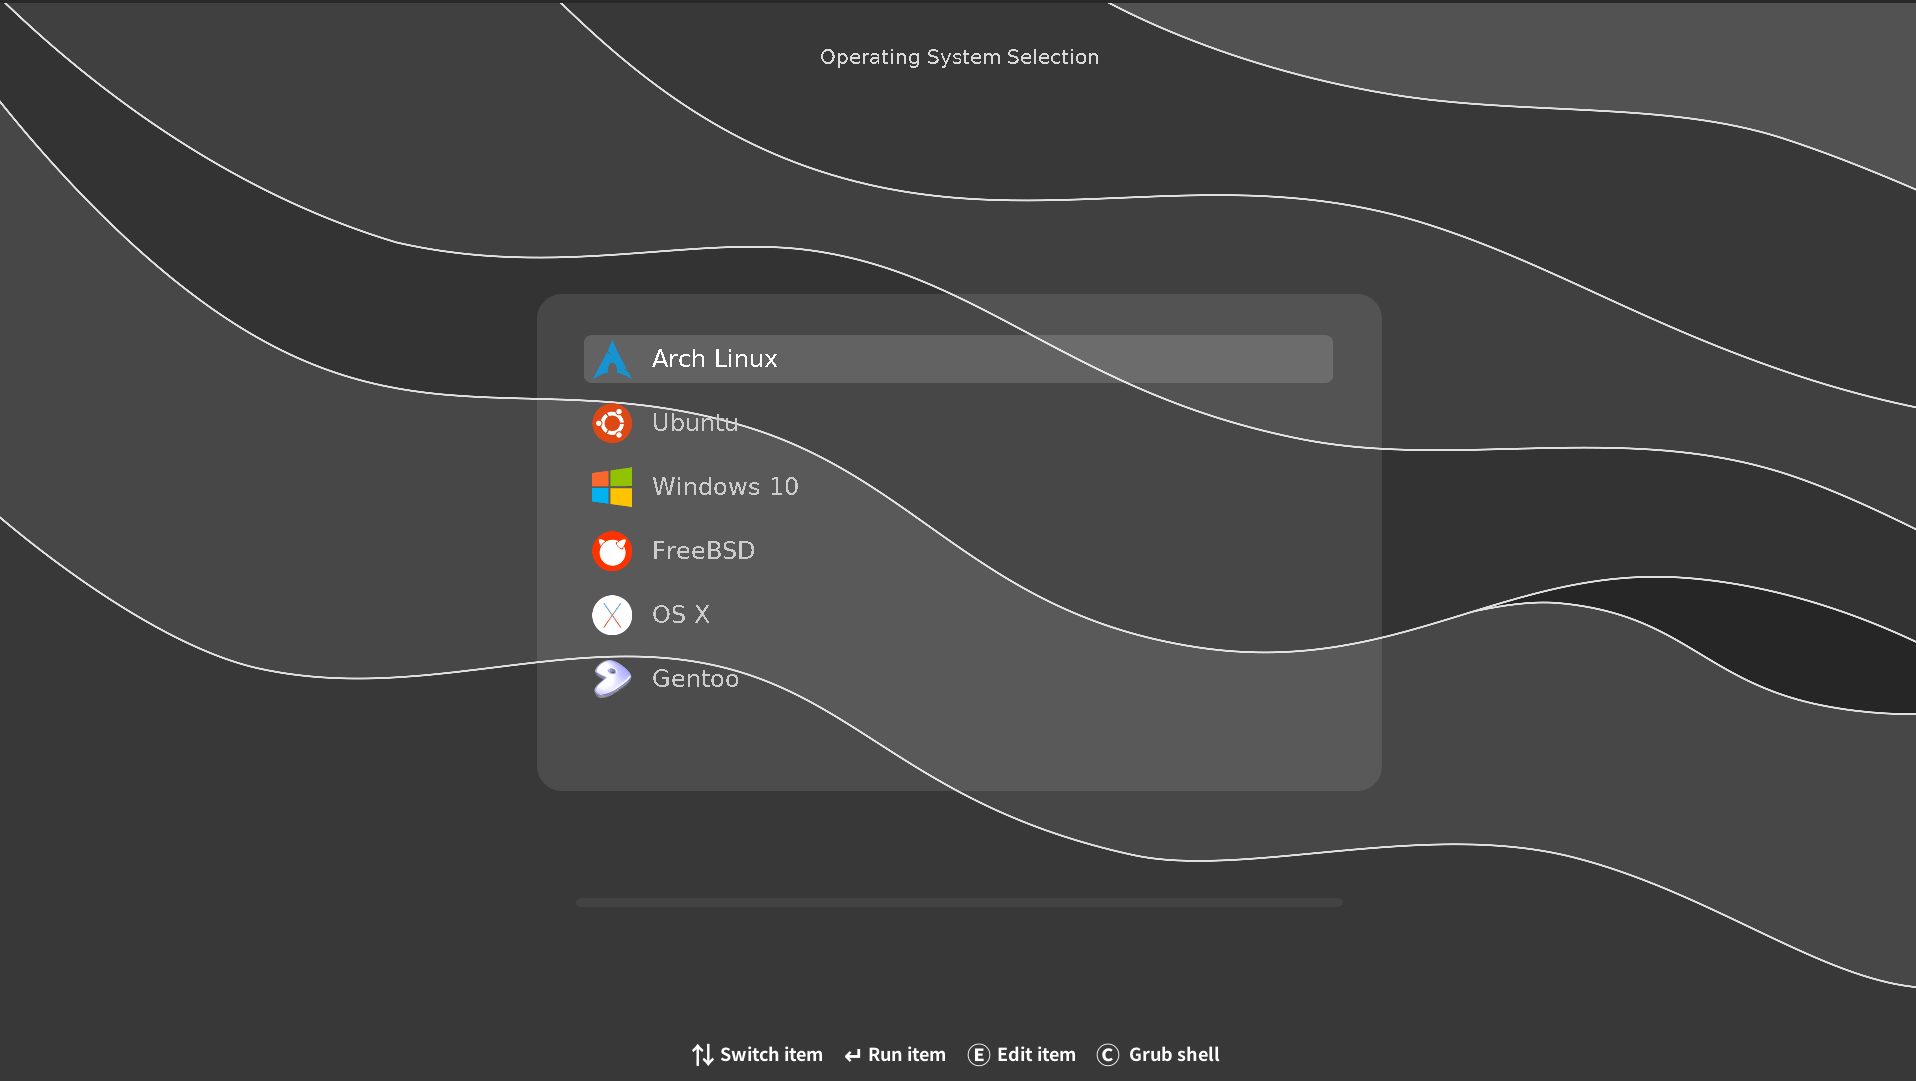 Operating System Selection
Arch Linux
Ubuntu
Windows 10
FreeBSD
OS X
Gentoo
↑↓ Switch item ↵ Run item Ⓔ Edit item Ⓒ Grub shell